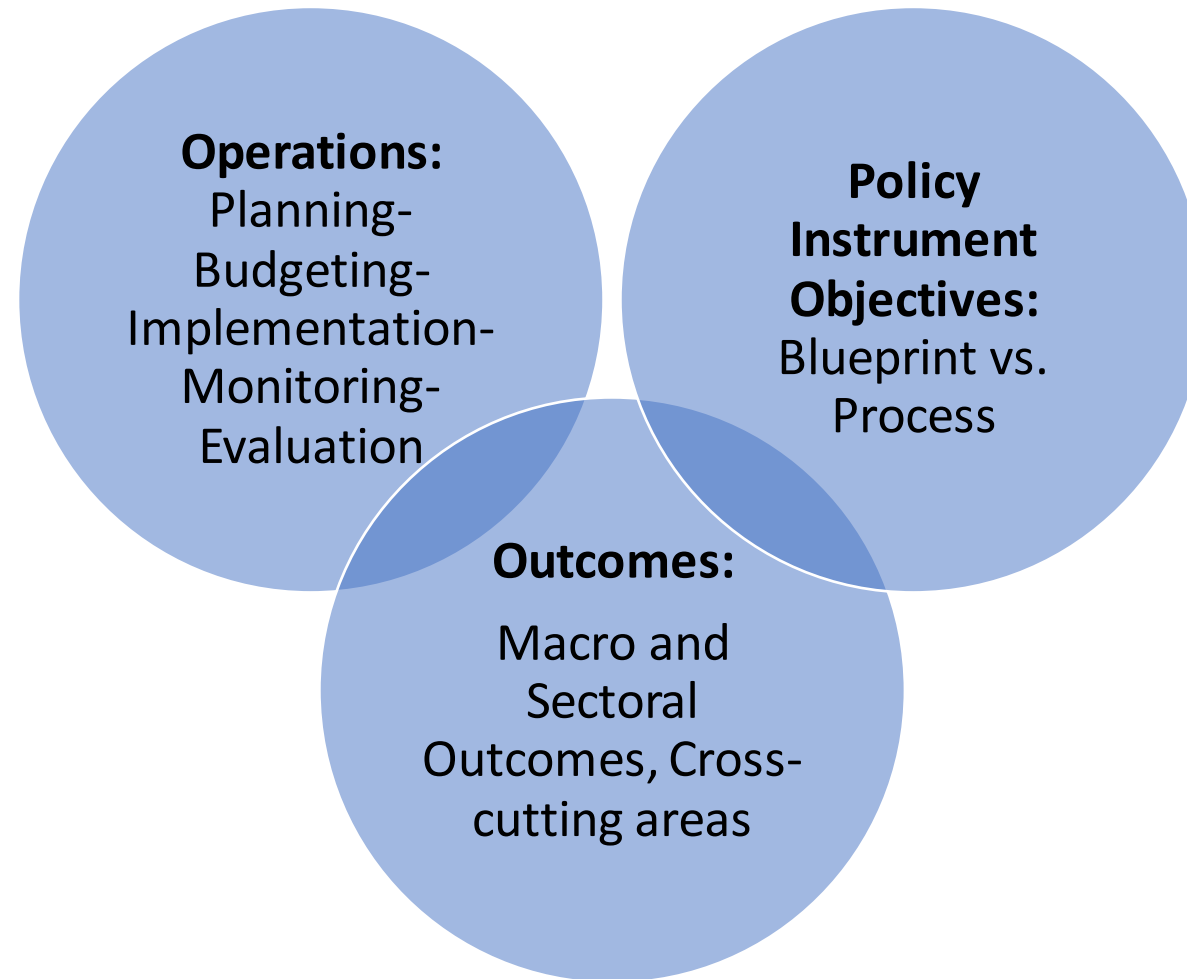 Operations:
Planning-
Budgeting-
Implementation-
Monitoring-
Evaluation
Policy
Instrument
Objectives:
Blueprint vs.
Process
Outcomes:
Macro and
Sectoral
Outcomes, Cross-
cutting areas